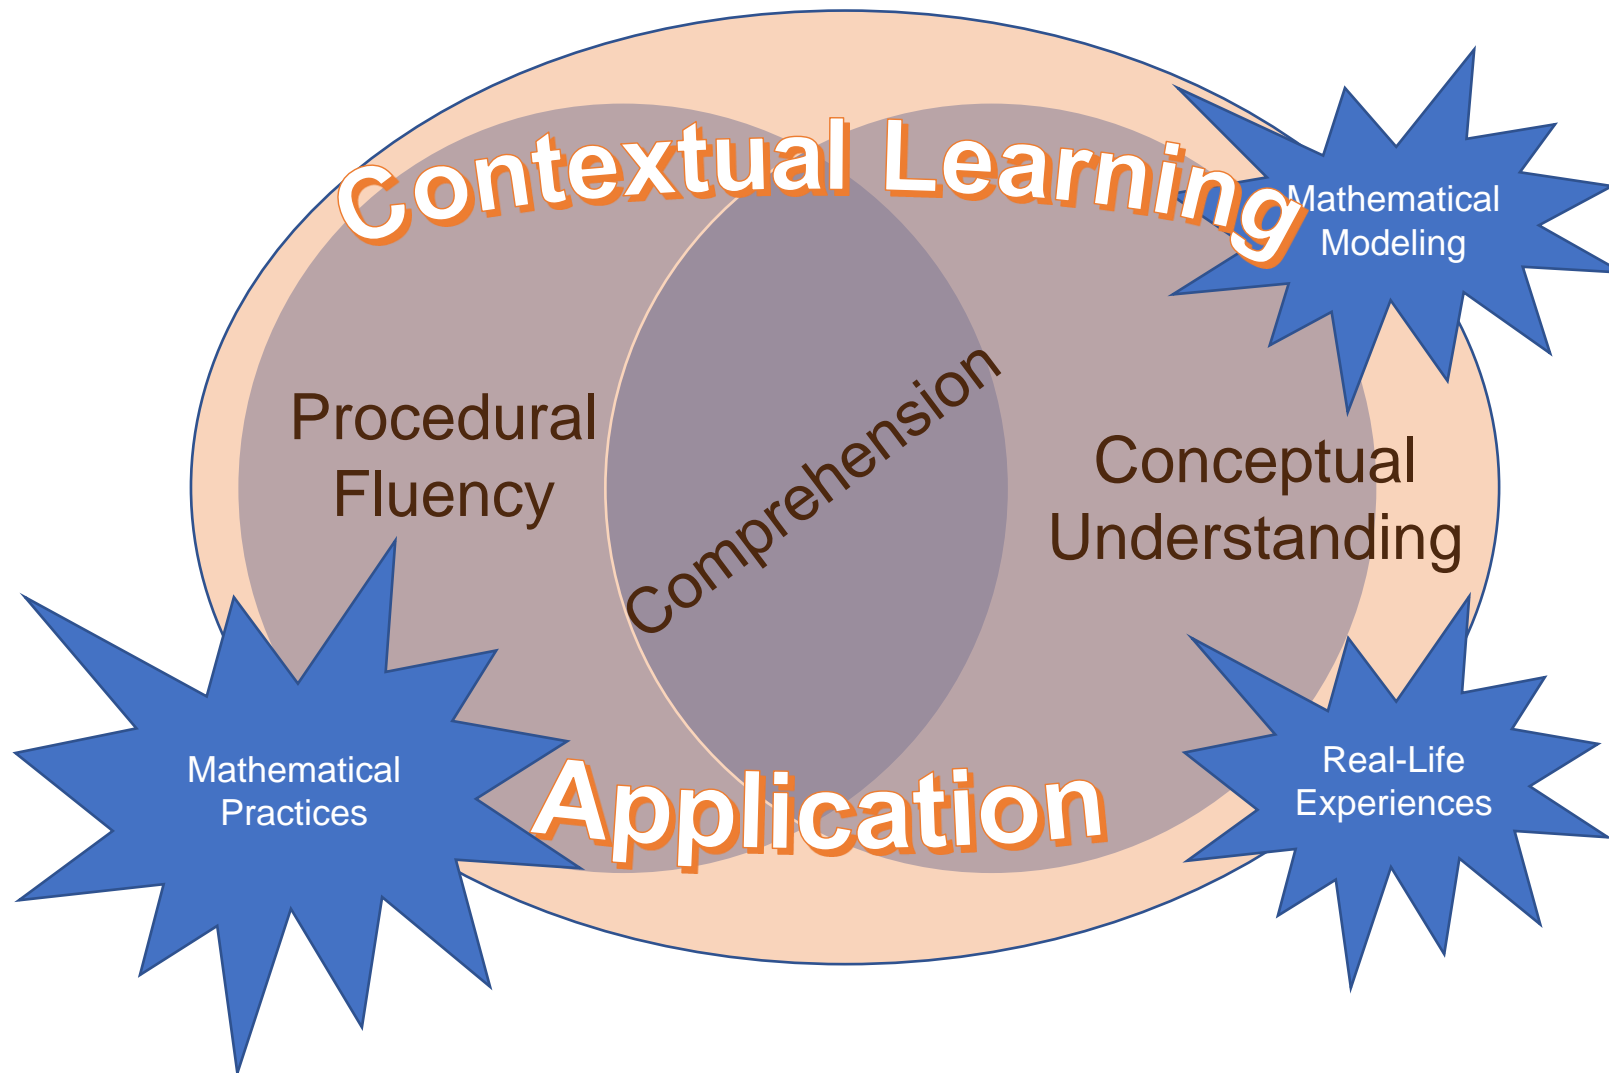 Contextual Learning
Mathematical
Modeling
Procedural
Fluency
Comprehension
Conceptual
Understanding
Mathematical
Practices
Application
Real-Life
Experiences